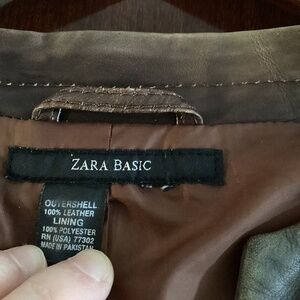 ZARA BASIC
OUTERSHELL
100% LEATHER
LINING
100% POLYESTER
RN (USA) 77302
MADE IN PAKISTAN